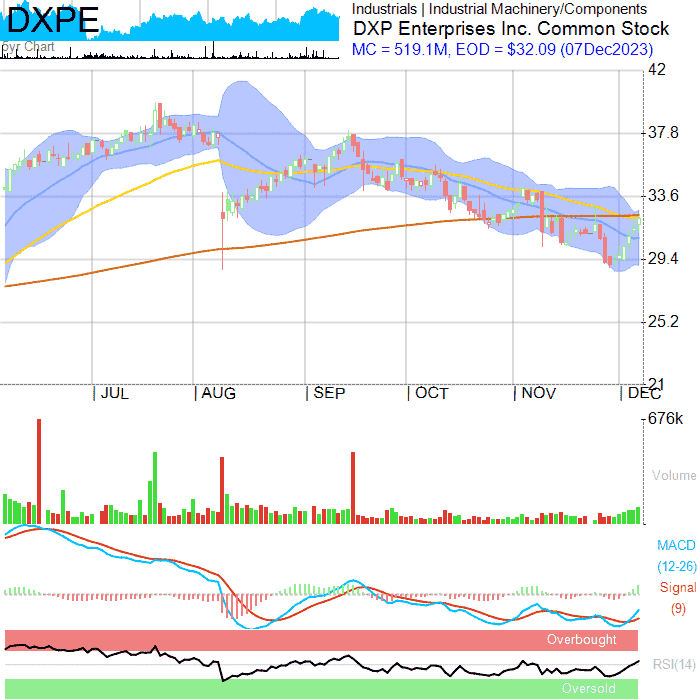 DXPE
5yr Chart
Industrials | Industrial Machinery/Components
DXP Enterprises Inc. Common Stock
MC = 519.1M, EOD = $32.09 (07Dec2023)
42
37.8
33.6
29.4
25.2
21
| JUL
| AUG
| SEP
| OCT
| NOV
| DEC
676k
Volume
MACD
(12-26)
Signal
(9)
Overbought
RSI(14)
Oversold